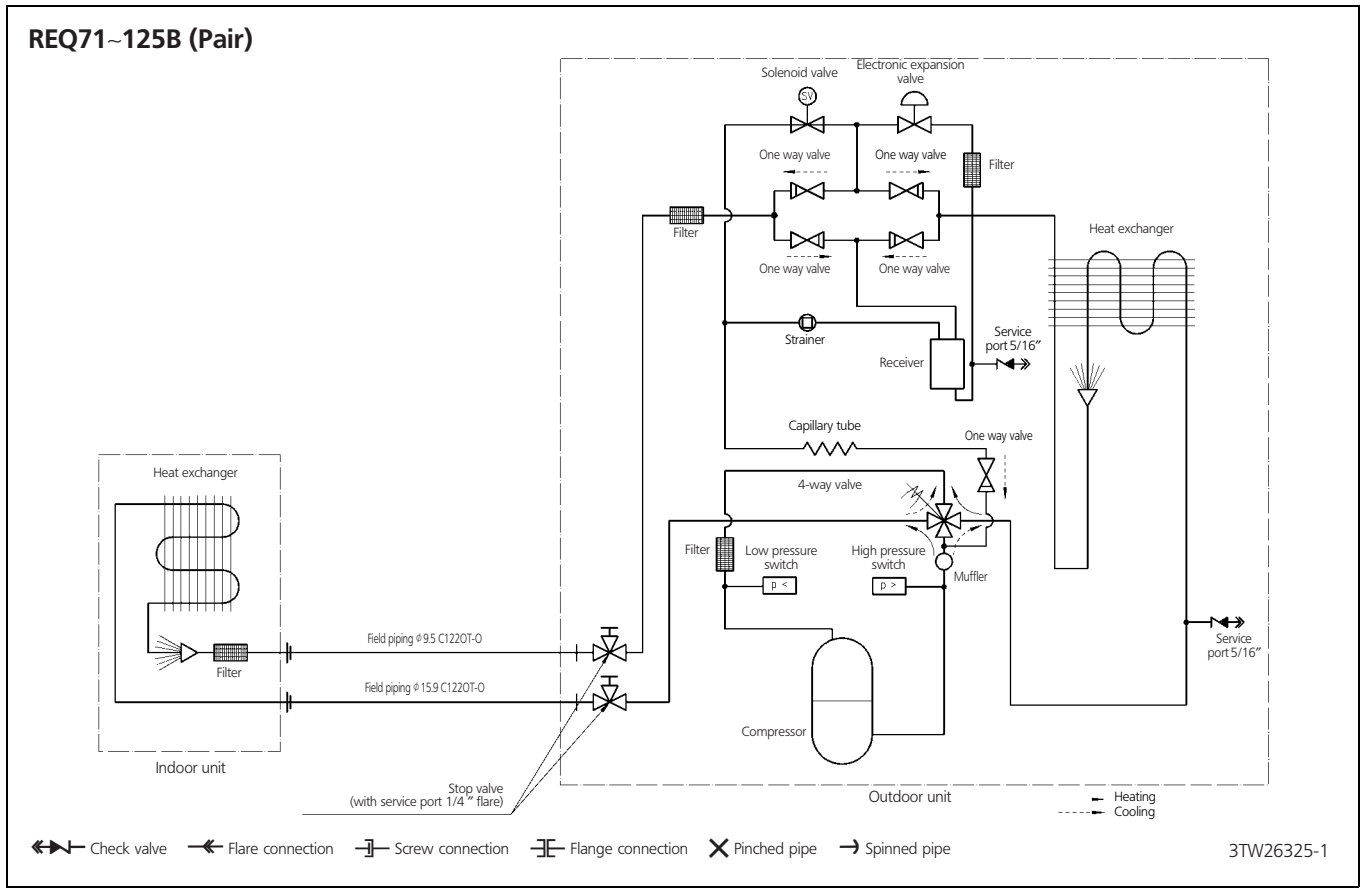 REQ71~125B (Pair)
Solenoid valve
Electronic expansion
valve
SV
One way valve
One way valve
Filter
Filter
Heat exchanger
One way valve
One way valve
Strainer
Service
port 5/16"
Receiver
Capillary tube
One way valve
Heat exchanger
4-way valve
Filter
Low pressure
switch
High pressure
switch
Muffler
p <
p >
Field piping φ9.5 C1220T-O
Filter
Service
port 5/16"
Field piping φ15.9 C1220T-O
Compressor
Indoor unit
Stop valve
(with service port 1/4" flare)
Outdoor unit
Heating
Cooling
Check valve
Flare connection
Screw connection
Flange connection
Pinched pipe
Spinned pipe
3TW26325-1